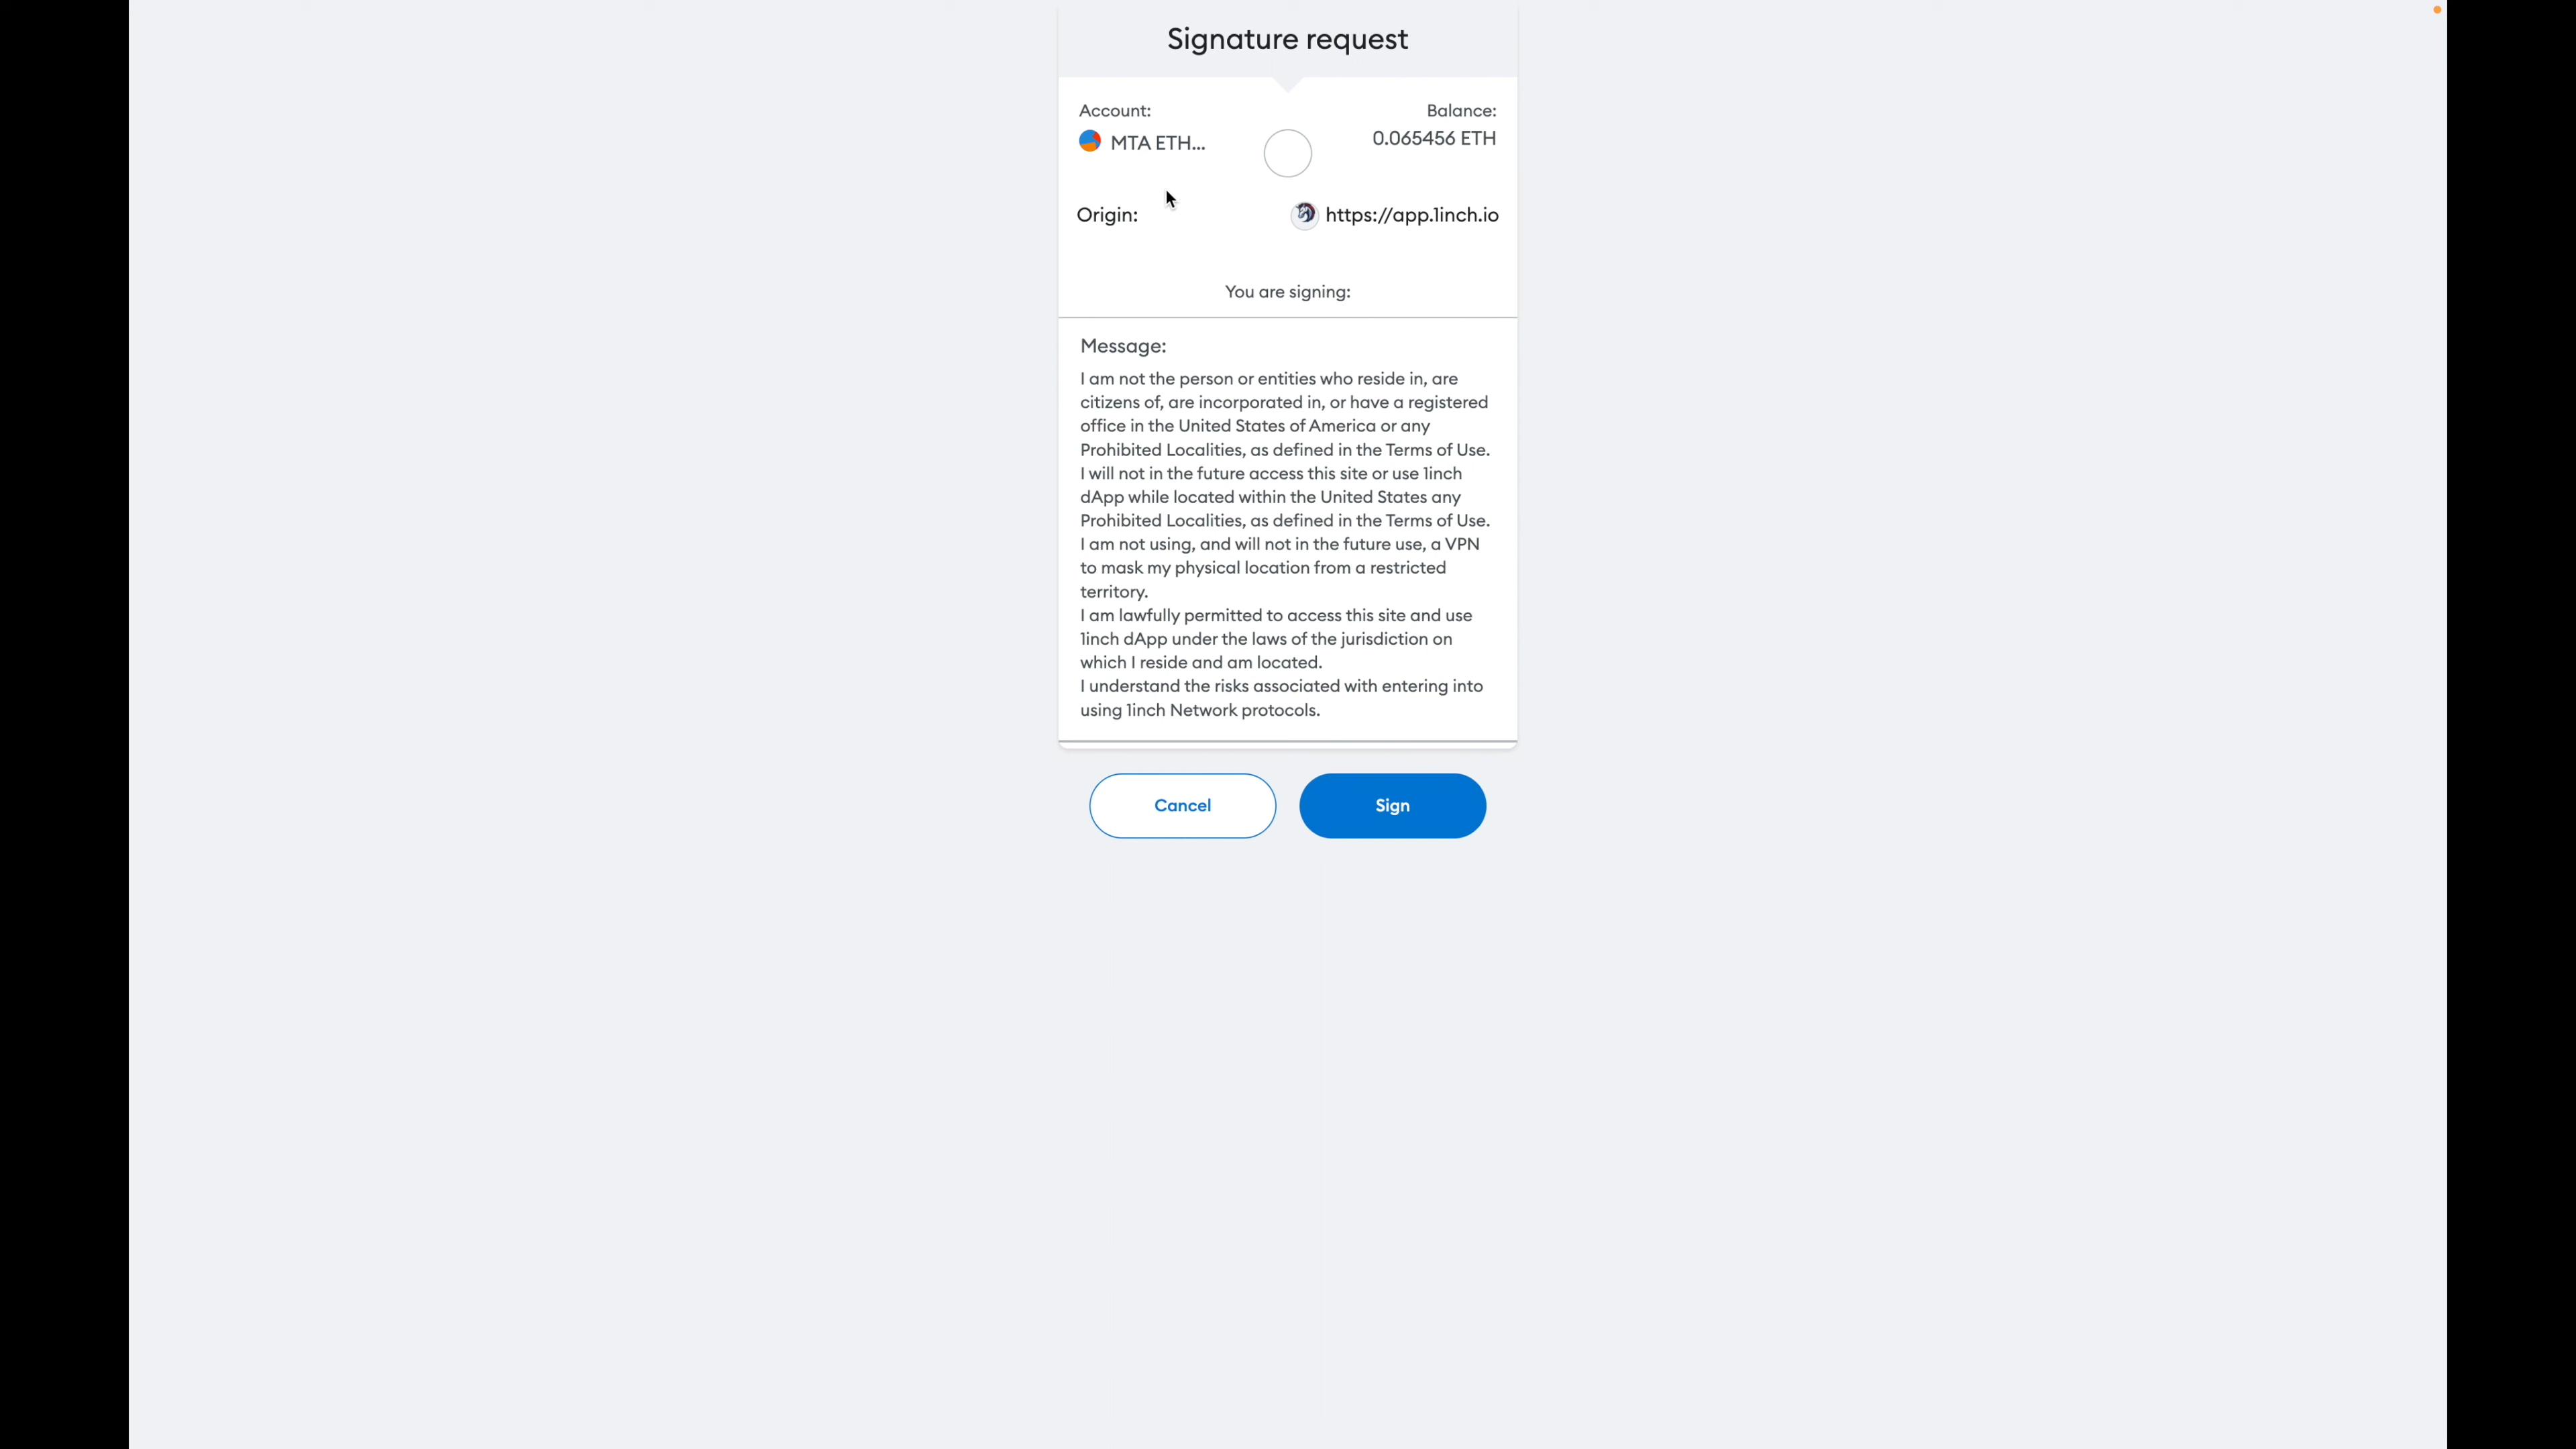 Signature request
Account:
Balance:
MTA ETH...
0.065456 ETH
Origin:
https://app.1inch.io
You are signing:
Message:
I am not the person or entities who reside in, are
citizens of, are incorporated in, or have a registered
office in the United States of America or any
Prohibited Localities, as defined in the Terms of Use.
I will not in the future access this site or use 1inch
dApp while located within the United States any
Prohibited Localities, as defined in the Terms of Use.
I am not using, and will not in the future use, a VPN
to mask my physical location from a restricted
territory.
I am lawfully permitted to access this site and use
1inch dApp under the laws of the jurisdiction on
which I reside and am located.
I understand the risks associated with entering into
using 1inch Network protocols.
Cancel
Sign